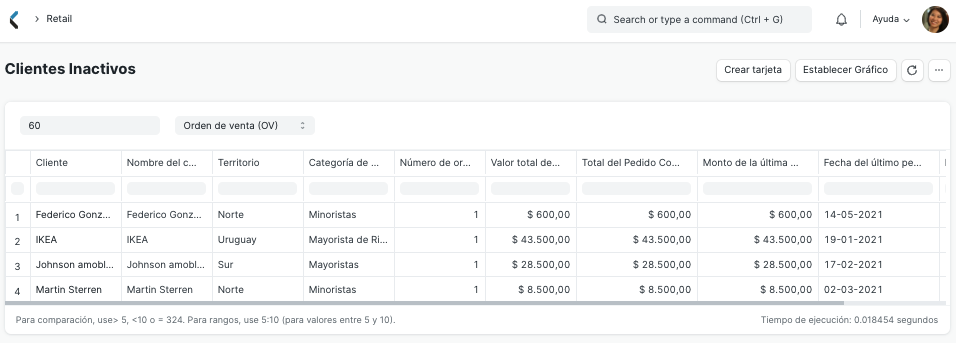 Retail
Search or type a command (Ctrl + G)
Ayuda
Clientes Inactivos
Crear tarjeta
Establecer Gráfico
60
Orden de venta (OV)
Cliente Nombre del c... Territorio Categoría de ... Número de or... Valor total de... Total del Pedido Co... Monto de la última ... Fecha del último pe...
1 Federico Gonz... Federico Gonz... Norte Minoristas 1 $ 600,00 $ 600,00 $ 600,00 14-05-2021
2 IKEA IKEA Uruguay Mayorista de Ri... 1 $ 43.500,00 $ 43.500,00 $ 43.500,00 19-01-2021
3 Johnson amobl... Johnson amobl... Sur Mayoristas 1 $ 28.500,00 $ 28.500,00 $ 28.500,00 17-02-2021
4 Martin Sterren Martin Sterren Norte Minoristas 1 $ 8.500,00 $ 8.500,00 $ 8.500,00 02-03-2021
Para comparación, use> 5, <10 o = 324. Para rangos, use 5:10 (para valores entre 5 y 10).
Tiempo de ejecución: 0.018454 segundos